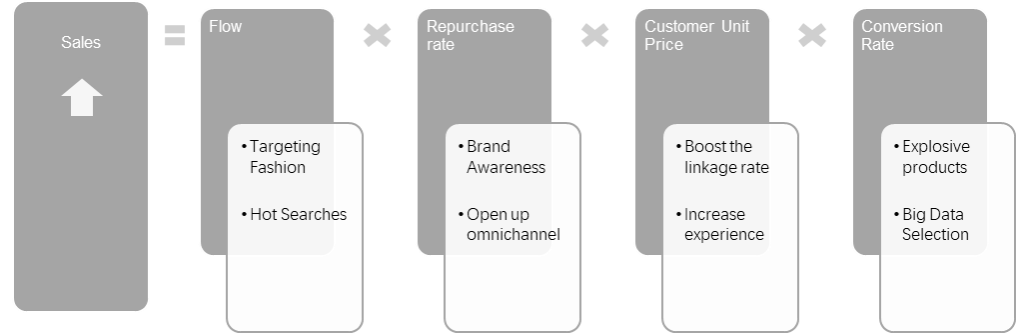 Sales
Flow
Repurchase
rate
Customer Unit
Price
Conversion
Rate
• Targeting
Fashion
• Hot Searches
• Brand
Awareness
• Open up
omnichannel
• Boost the
linkage rate
• Increase
experience
• Explosive
products
• Big Data
Selection